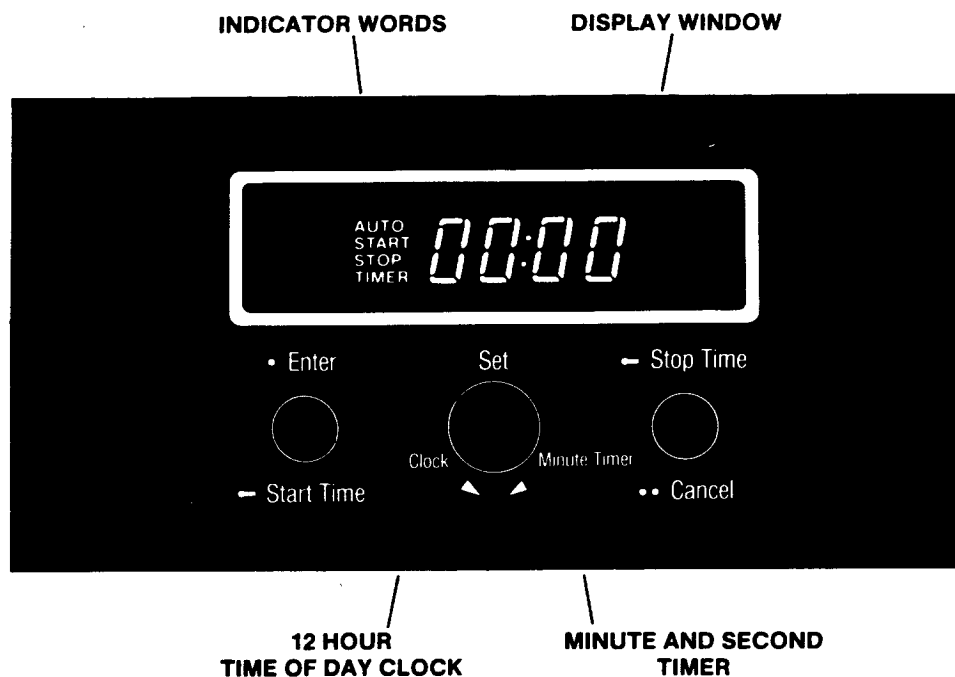 INDICATOR WORDS
DISPLAY WINDOW
AUTO
START
STOP
TIMER
00:00
• Enter
Set
Stop Time
Clock
Minute Timer
Start Time
•• Cancel
12 HOUR
TIME OF DAY CLOCK
MINUTE AND SECOND
TIMER